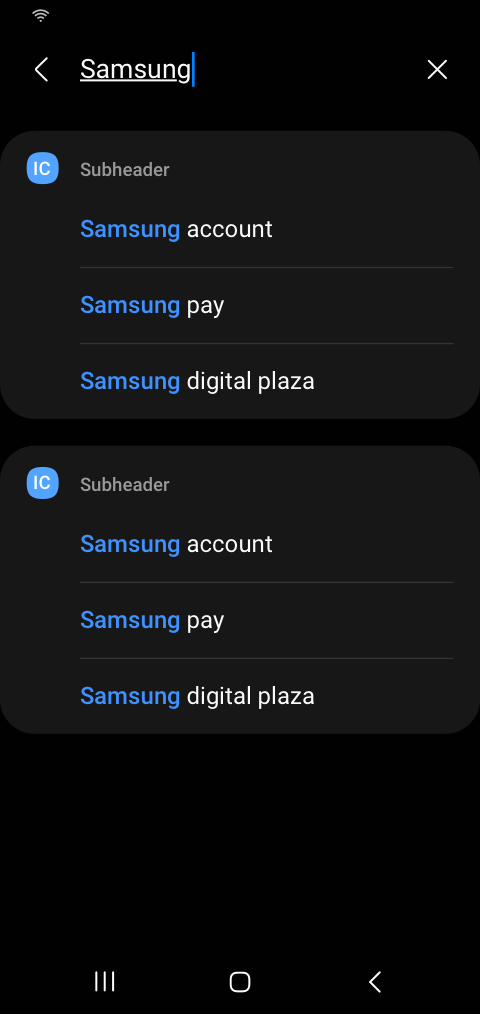 Samsung
IC Subheader
Samsung account
Samsung pay
Samsung digital plaza
IC Subheader
Samsung account
Samsung pay
Samsung digital plaza